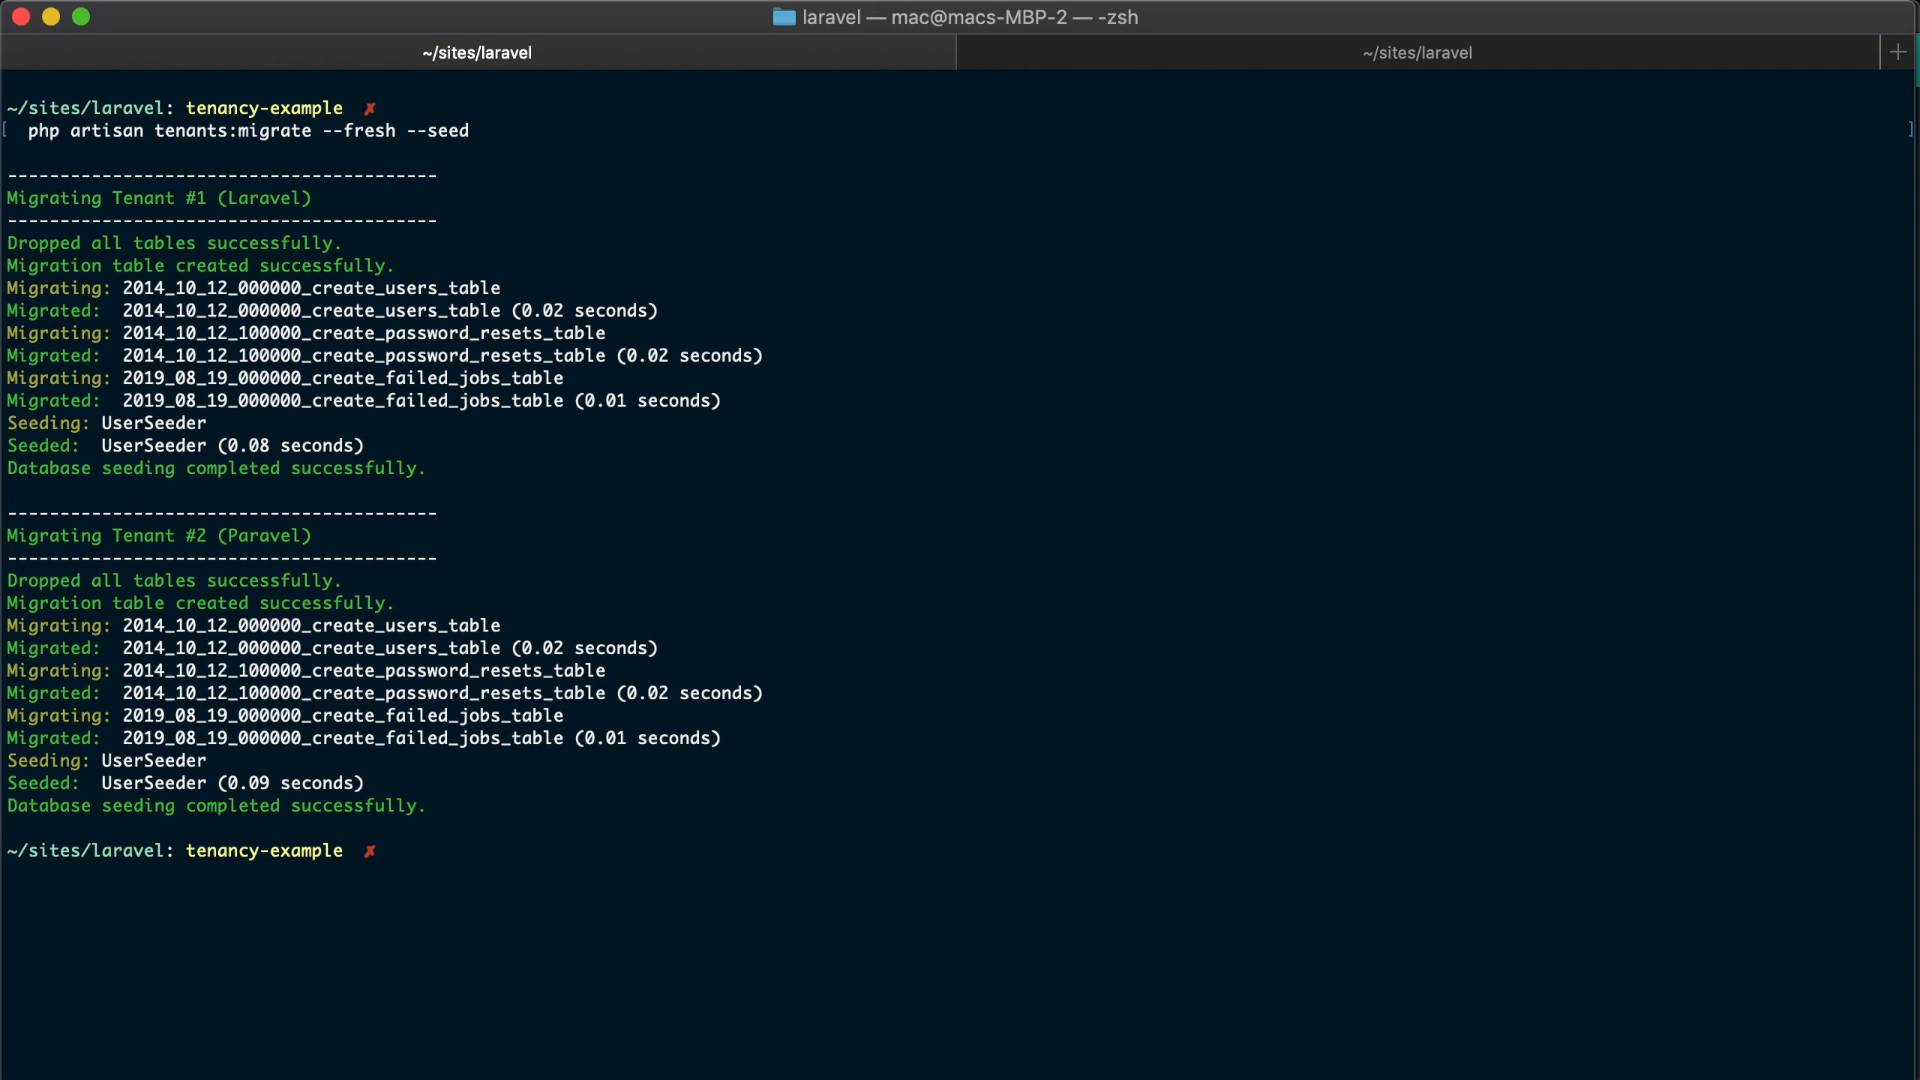 laravel — mac@macs-MBP-2 — -zsh
~/sites/laravel
~/sites/laravel
~/sites/laravel: tenancy-example ✗
[ php artisan tenants:migrate --fresh --seed ]
-----------------------------------------
Migrating Tenant #1 (Laravel)
-----------------------------------------
Dropped all tables successfully.
Migration table created successfully.
Migrating: 2014_10_12_000000_create_users_table
Migrated:  2014_10_12_000000_create_users_table (0.02 seconds)
Migrating: 2014_10_12_100000_create_password_resets_table
Migrated:  2014_10_12_100000_create_password_resets_table (0.02 seconds)
Migrating: 2019_08_19_000000_create_failed_jobs_table
Migrated:  2019_08_19_000000_create_failed_jobs_table (0.01 seconds)
Seeding: UserSeeder
Seeded:  UserSeeder (0.08 seconds)
Database seeding completed successfully.
-----------------------------------------
Migrating Tenant #2 (Paravel)
-----------------------------------------
Dropped all tables successfully.
Migration table created successfully.
Migrating: 2014_10_12_000000_create_users_table
Migrated:  2014_10_12_000000_create_users_table (0.02 seconds)
Migrating: 2014_10_12_100000_create_password_resets_table
Migrated:  2014_10_12_100000_create_password_resets_table (0.02 seconds)
Migrating: 2019_08_19_000000_create_failed_jobs_table
Migrated:  2019_08_19_000000_create_failed_jobs_table (0.01 seconds)
Seeding: UserSeeder
Seeded:  UserSeeder (0.09 seconds)
Database seeding completed successfully.
~/sites/laravel: tenancy-example ✗